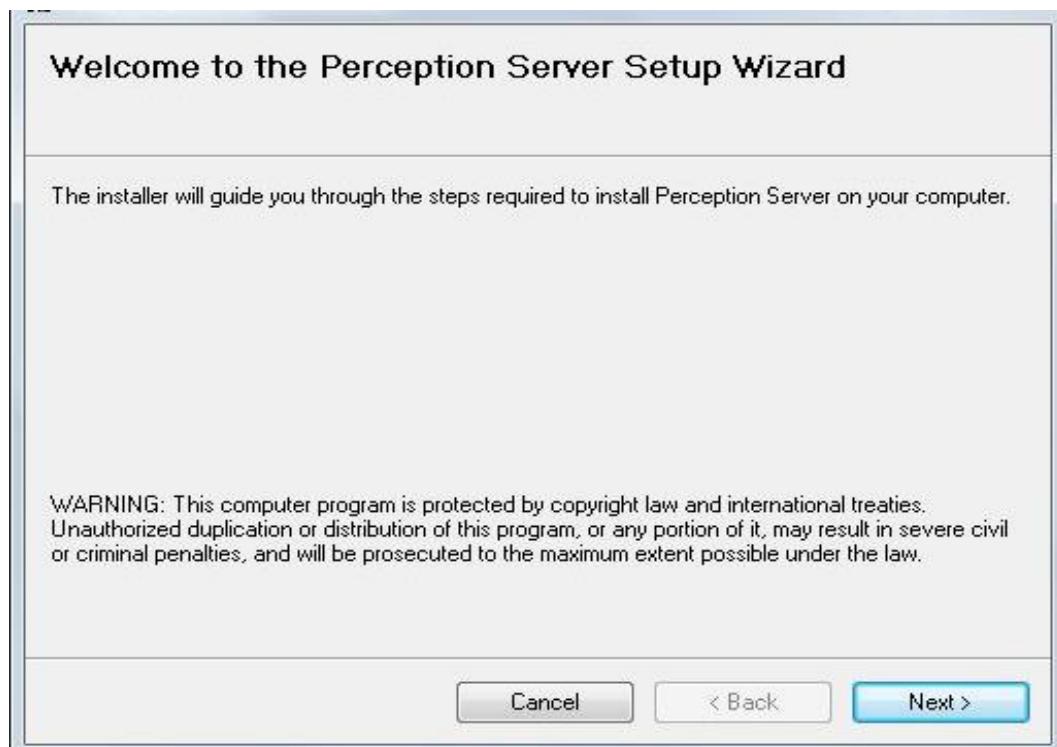 Welcome to the Perception Server Setup Wizard
The installer will guide you through the steps required to install Perception Server on your computer.
WARNING: This computer program is protected by copyright law and international treaties.
Unauthorized duplication or distribution of this program, or any portion of it, may result in severe civil
or criminal penalties, and will be prosecuted to the maximum extent possible under the law.
Cancel < Back Next >